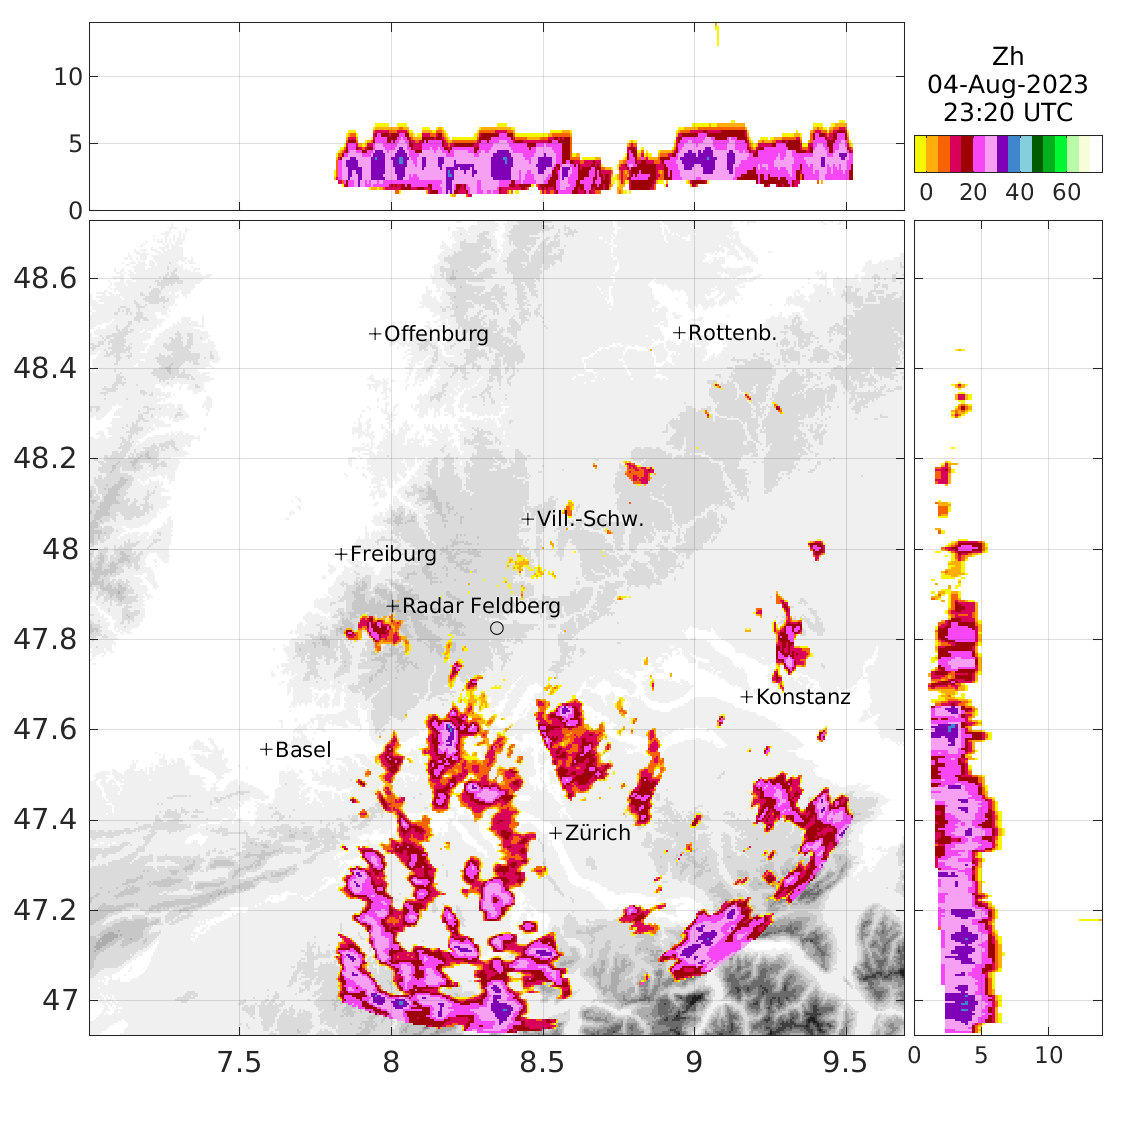 10
5
0
Zh
04-Aug-2023
23:20 UTC
0 20 40 60
48.6
48.4
48.2
48
47.8
47.6
47.4
47.2
47
+Offenburg
+Rottenb.
+Vill.-Schw.
+Freiburg
+Radar Feldberg
+Konstanz
+Basel
+Zürich
7.5 8 8.5 9 9.5
0 5 10